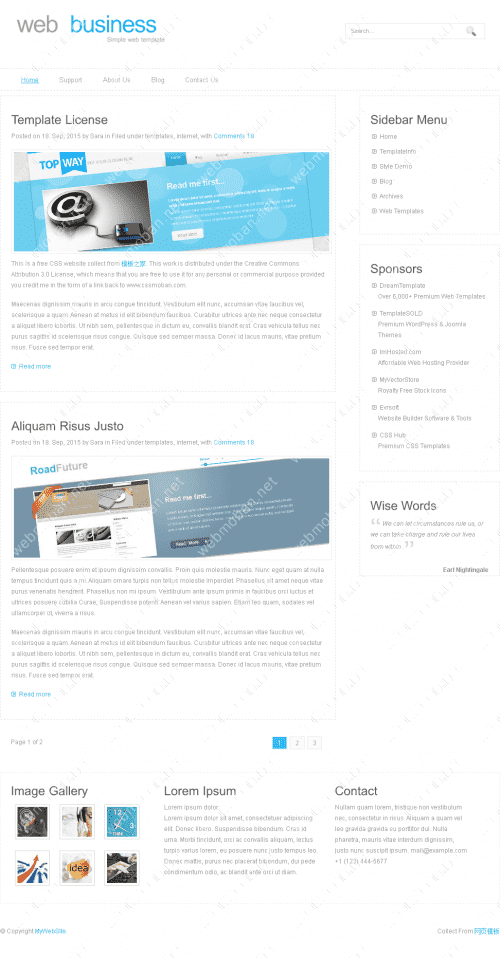 web business
Simple web template
Search...
Home Support About Us Blog Contact Us
Template License
Posted on 18. Sep, 2015 by Sara in Filed under templates, internet, with Comments 18
TOP WAY
Read me first...
This is a free CSS website collect from 模板之家. This work is distributed under the Creative Commons
Attribution 3.0 License, which means that you are free to use it for any personal or commercial purpose provided
you credit me in the form of a link back to www.cssmoban.com.
Maecenas dignissim mauris in arcu congue tincidunt. Vestibulum elit nunc, accumsan vitae faucibus vel,
scelerisque a quam. Aenean at metus id elit bibendum faucibus. Curabitur ultrices ante nec neque consectetur
a aliquet libero lobortis. Ut nibh sem, pellentesque in dictum eu, convallis blandit erat. Cras vehicula tellus nec
purus sagittis id scelerisque risus congue. Quisque sed semper massa. Donec id lacus mauris, vitae pretium
risus. Fusce sed tempor erat.
Read more
Aliquam Risus Justo
Posted on 18. Sep, 2015 by Sara in Filed under templates, internet, with Comments 18
RoadFuture
Read me first...
Read More
Pellentesque posuere enim et ipsum dignissim convallis. Proin quis molestie mauris. Nunc eget quam at nulla
tempus tincidunt quis a mi. Aliquam ornare turpis non tellus molestie imperdiet. Phasellus sit amet neque vitae
purus venenatis hendrerit. Phasellus non mi ipsum. Vestibulum ante ipsum primis in faucibus orci luctus et
ultrices posuere cubilia Curae; Suspendisse potenti. Aenean vel varius sapien. Etiam leo quam, sodales vel
ullamcorper id, viverra a risus.
Maecenas dignissim mauris in arcu congue tincidunt. Vestibulum elit nunc, accumsan vitae faucibus vel,
scelerisque a quam. Aenean at metus id elit bibendum faucibus. Curabitur ultrices ante nec neque consectetur
a aliquet libero lobortis. Ut nibh sem, pellentesque in dictum eu, convallis blandit erat. Cras vehicula tellus nec
purus sagittis id scelerisque risus congue. Quisque sed semper massa. Donec id lacus mauris, vitae pretium
risus. Fusce sed tempor erat.
Read more
Page 1 of 2
1 2 3
Sidebar Menu
Home
TemplateInfo
Style Demo
Blog
Archives
Web Templates
Sponsors
DreamTemplate
Over 6,000+ Premium Web Templates
TemplateSOLD
Premium WordPress & Joomla
Themes
ImHosted.com
Affordable Web Hosting Provider
MyVectorStore
Royalty Free Stock Icons
Evrsoft
Website Builder Software & Tools
CSS Hub
Premium CSS Templates
Wise Words
“ We can let circumstances rule us, or
we can take charge and rule our lives
from within. ”
Earl Nightingale
Image Gallery
idea
Lorem Ipsum
Lorem ipsum dolor
Lorem ipsum dolor sit amet, consectetuer adipiscing
elit. Donec libero. Suspendisse bibendum. Cras id
urna. Morbi tincidunt, orci ac convallis aliquam, lectus
turpis varius lorem, eu posuere nunc justo tempus leo.
Donec mattis, purus nec placerat bibendum, dui pede
condimentum odio, ac blandit ante orci ut diam.
Contact
Nullam quam lorem, tristique non vestibulum
nec, consectetur in risus. Aliquam a quam vel
leo gravida gravida eu porttitor dui. Nulla
pharetra, mauris vitae interdum dignissim,
justo nunc suscipit ipsum. mail@example.com
+1 (123) 444-5677
© Copyright MyWebSite.
Collect From 网页模板